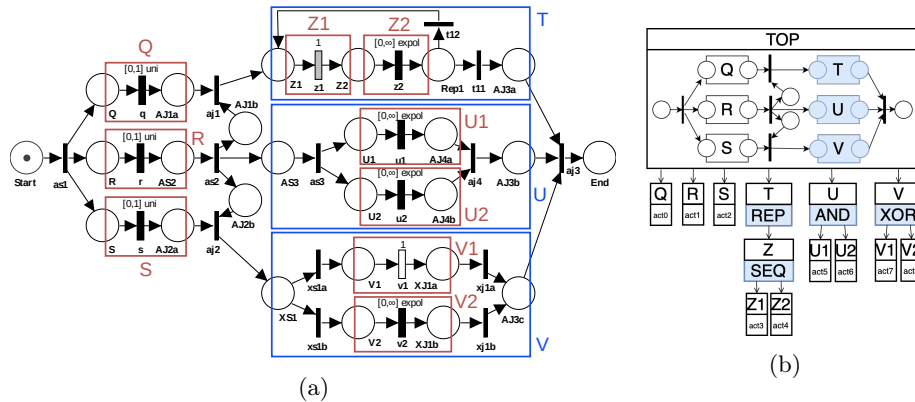 Z1 Z2 T
1 [0,∞] expol t12
Z1 z1 Z2 z2 Rep1 t11 AJ3a
Q
[0,1] uni
Q q AJ1a aj1 AJ1b
[0,1] uni R
R r AS2 as2 AJ2b
[0,1] uni
S s AJ2a aj2
S
Start as1
[0,∞] expol U1
U1 u1 AJ4a
AS3 as3 aj4 AJ3b aj3 End
[0,∞] expol
U2 u2 AJ4b U2 U
1 V1
xs1a V1 v1 XJ1a xj1a
XS1 AJ3c
[0,∞] expol V2
xs1b V2 v2 XJ1b xj1b V
(a)
TOP
Q T
R U
S V
Q R S T U V
act0 act1 act2 REP AND XOR
Z U1 U2 V1 V2
SEQ act5 act6 act7
Z1 Z2
act3 act4
(b)